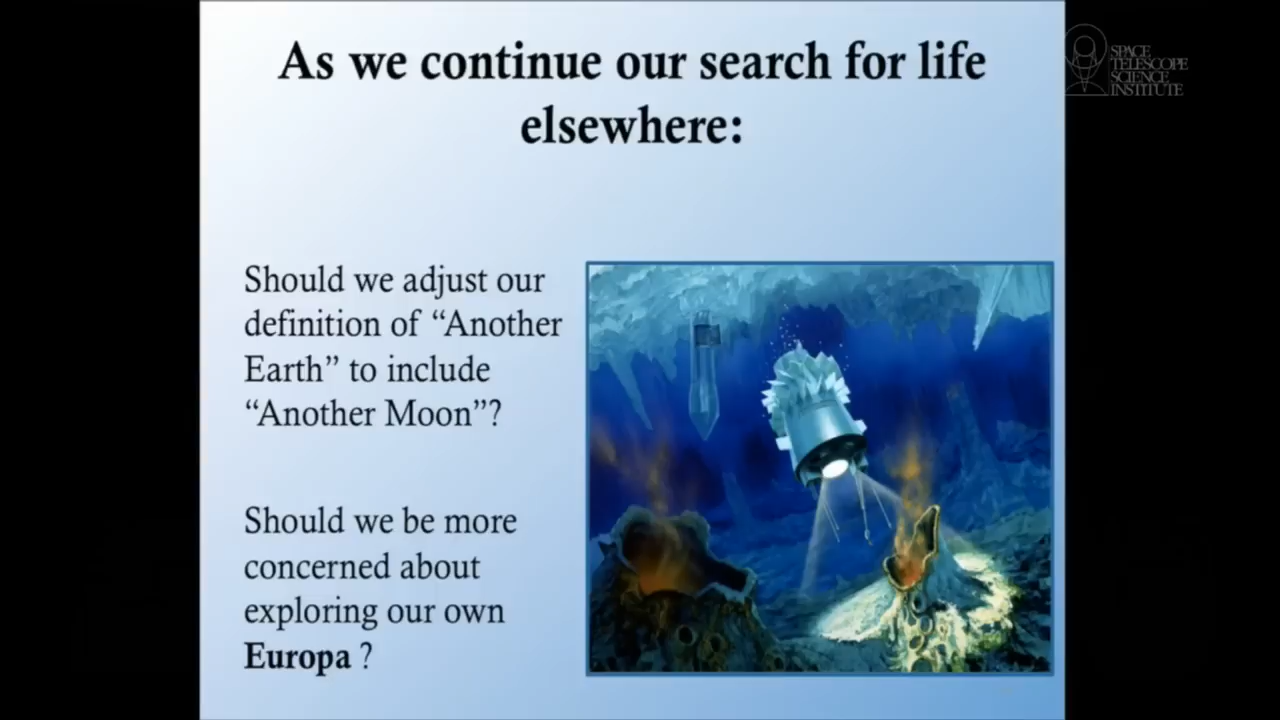 As we continue our search for life
elsewhere:
SPACE
TELESCOPE
SCIENCE
INSTITUTE
Should we adjust our
definition of “Another
Earth” to include
“Another Moon”?
Should we be more
concerned about
exploring our own
Europa ?